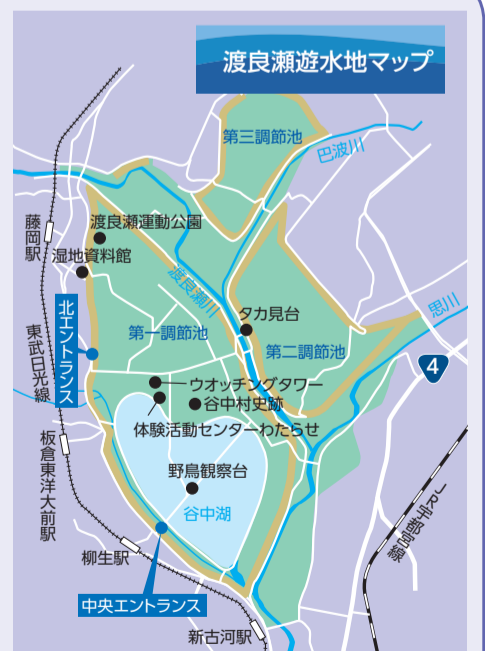 渡良瀬遊水地マップ
第三調節池
巴波川
藤岡駅
渡良瀬運動公園
湿地資料館
渡良瀬川
タカ見台
思川
北エントランス
東武日光線
第一調節池
第二調節池
4
ウオッチングタワー
谷中村史跡
体験活動センターわたらせ
板倉東洋大前駅
野鳥観察台
谷中湖
JR宇都宮線
柳生駅
中央エントランス
新古河駅